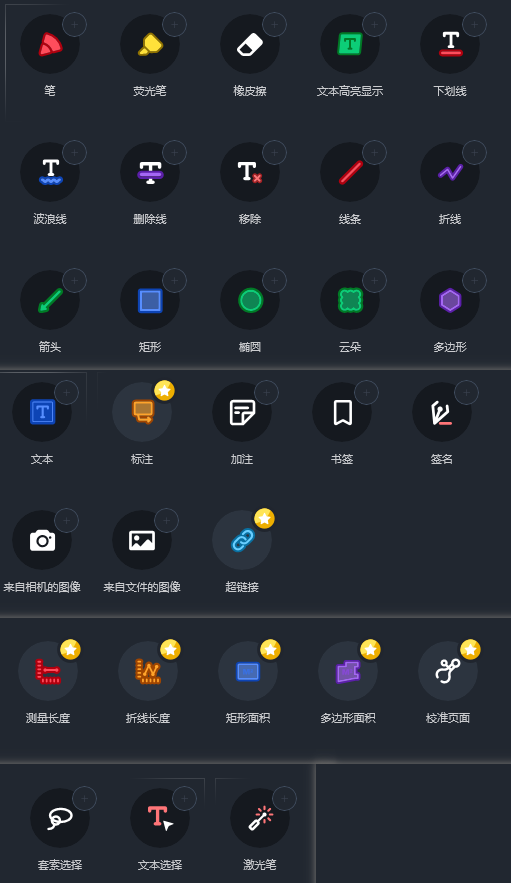 笔
荧光笔
橡皮擦
文本高亮显示
下划线
波浪线
删除线
移除
线条
折线
箭头
矩形
椭圆
云朵
多边形
文本
标注
加注
书签
签名
来自相机的图像
来自文件的图像
超链接
测量长度
折线长度
矩形面积
多边形面积
校准页面
套索选择
文本选择
激光笔